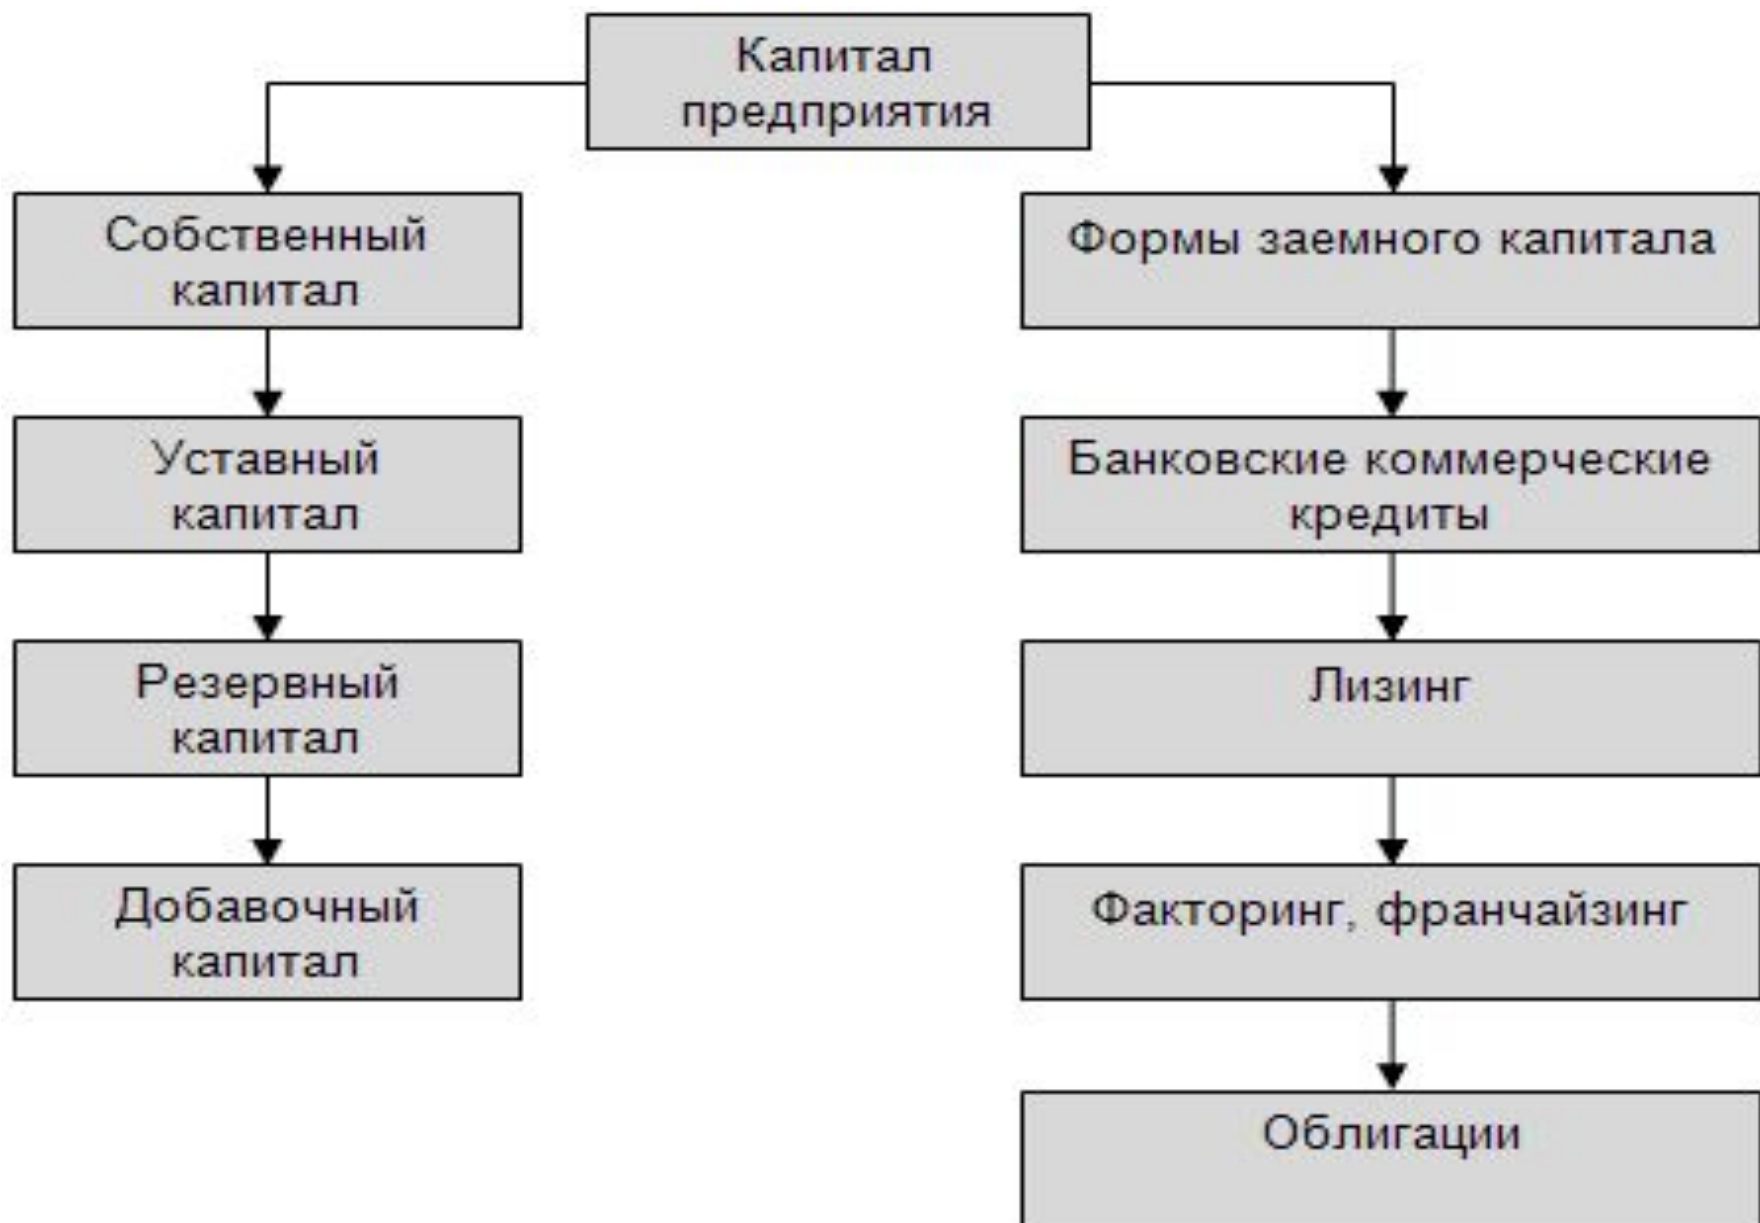 Капитал
предприятия
Собственный
капитал
Уставный
капитал
Резервный
капитал
Добавочный
капитал
Формы заемного капитала
Банковские коммерческие
кредиты
Лизинг
Факторинг, франчайзинг
Облигации